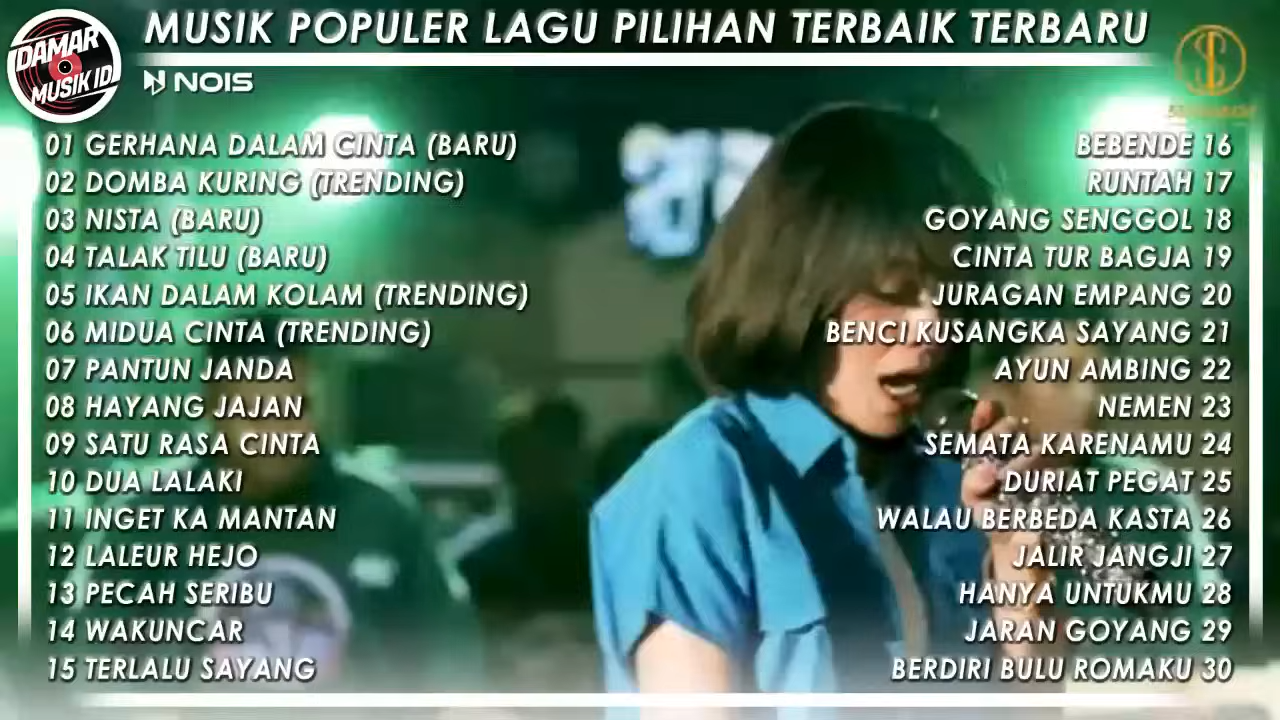 MUSIK POPULER LAGU PILIHAN TERBAIK TERBARU
DAMAR
MUSIK ID
NOIS
01 GERHANA DALAM CINTA (BARU)
02 DOMBA KURING (TRENDING)
03 NISTA (BARU)
04 TALAK TILU (BARU)
05 IKAN DALAM KOLAM (TRENDING)
06 MIDUA CINTA (TRENDING)
07 PANTUN JANDA
08 HAYANG JAJAN
09 SATU RASA CINTA
10 DUA LALAKI
11 INGET KA MANTAN
12 LALEUR HEJO
13 PECAH SERIBU
14 WAKUNCAR
15 TERLALU SAYANG
BEBENDE 16
RUNTAH 17
GOYANG SENGGOL 18
CINTA TUR BAGJA 19
JURAGAN EMPANG 20
BENCI KUSANGKA SAYANG 21
AYUN AMBING 22
NEMEN 23
SEMATA KARENAMU 24
DURIAT PEGAT 25
WALAU BERBEDA KASTA 26
JALIR JANGJI 27
HANYA UNTUKMU 28
JARAN GOYANG 29
BERDIRI BULU ROMAKU 30